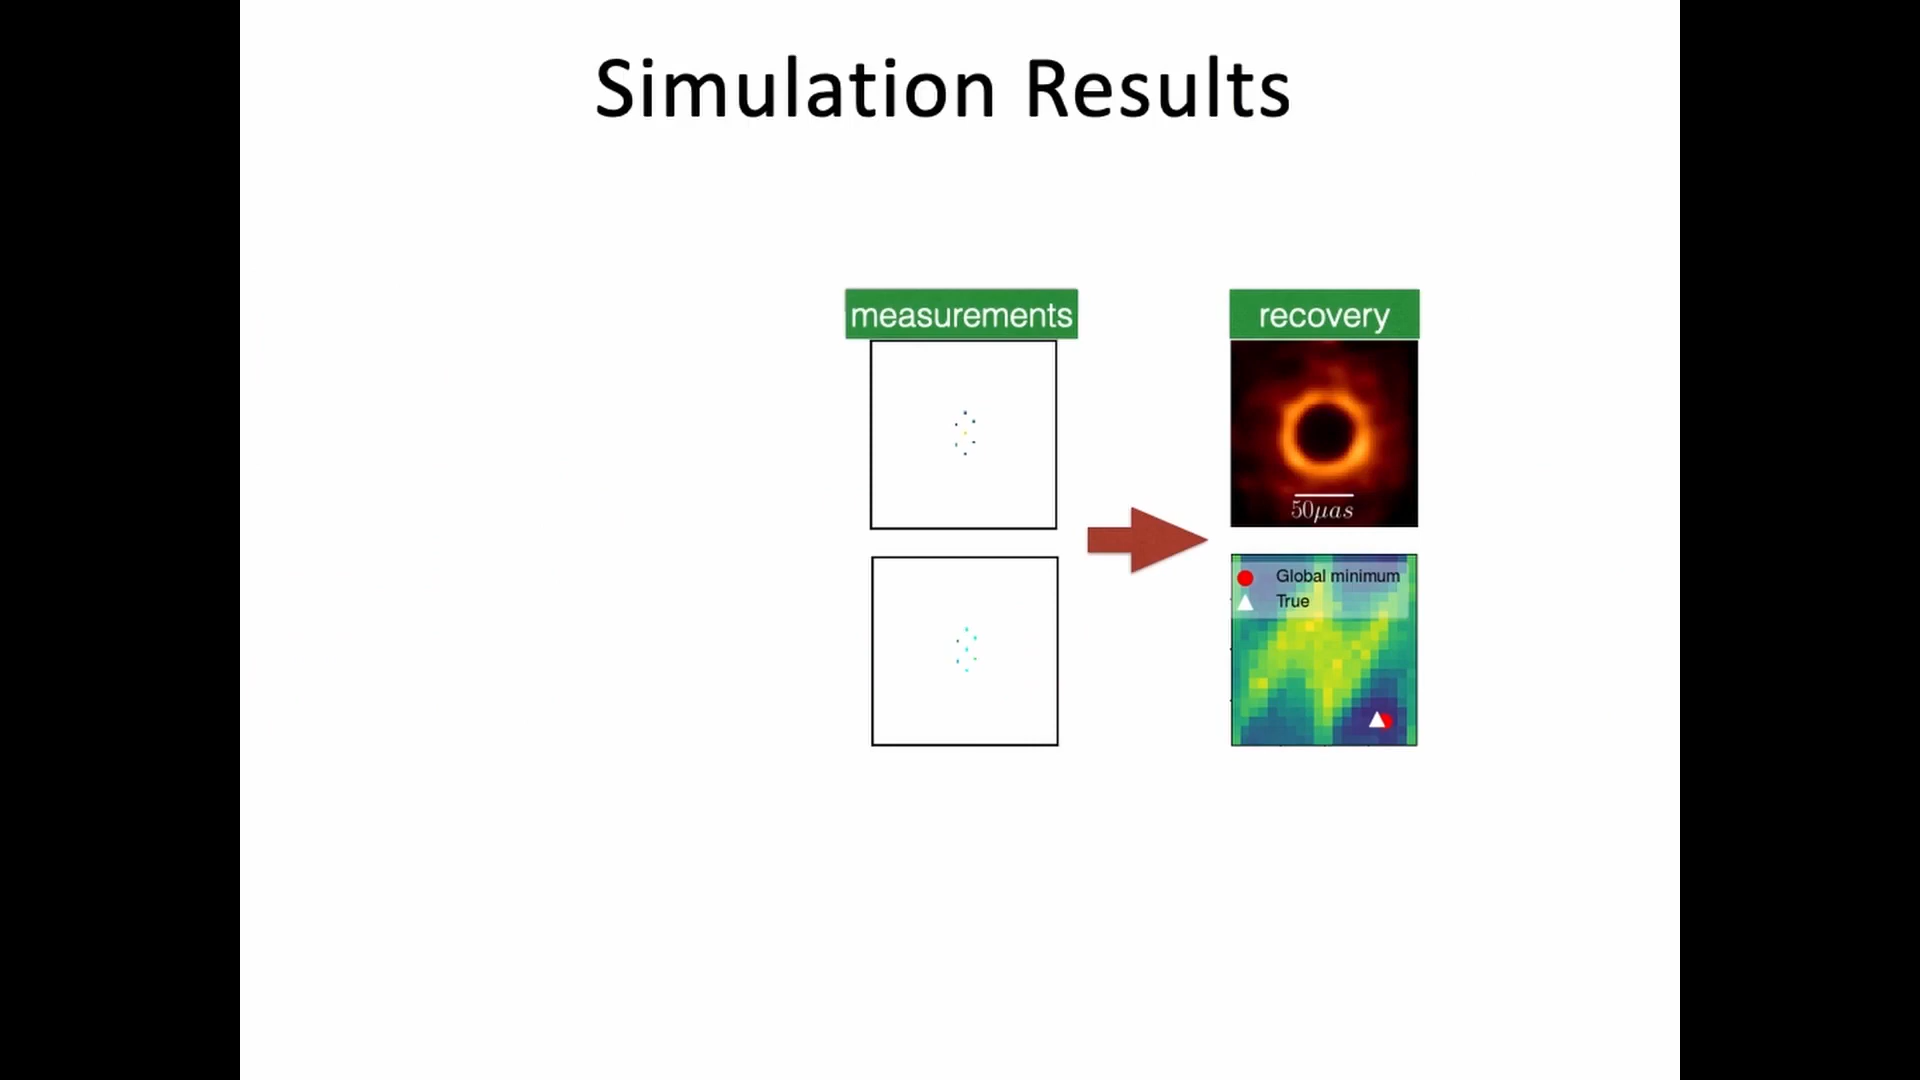 Simulation Results
measurements
recovery
50μas
Global minimum
True